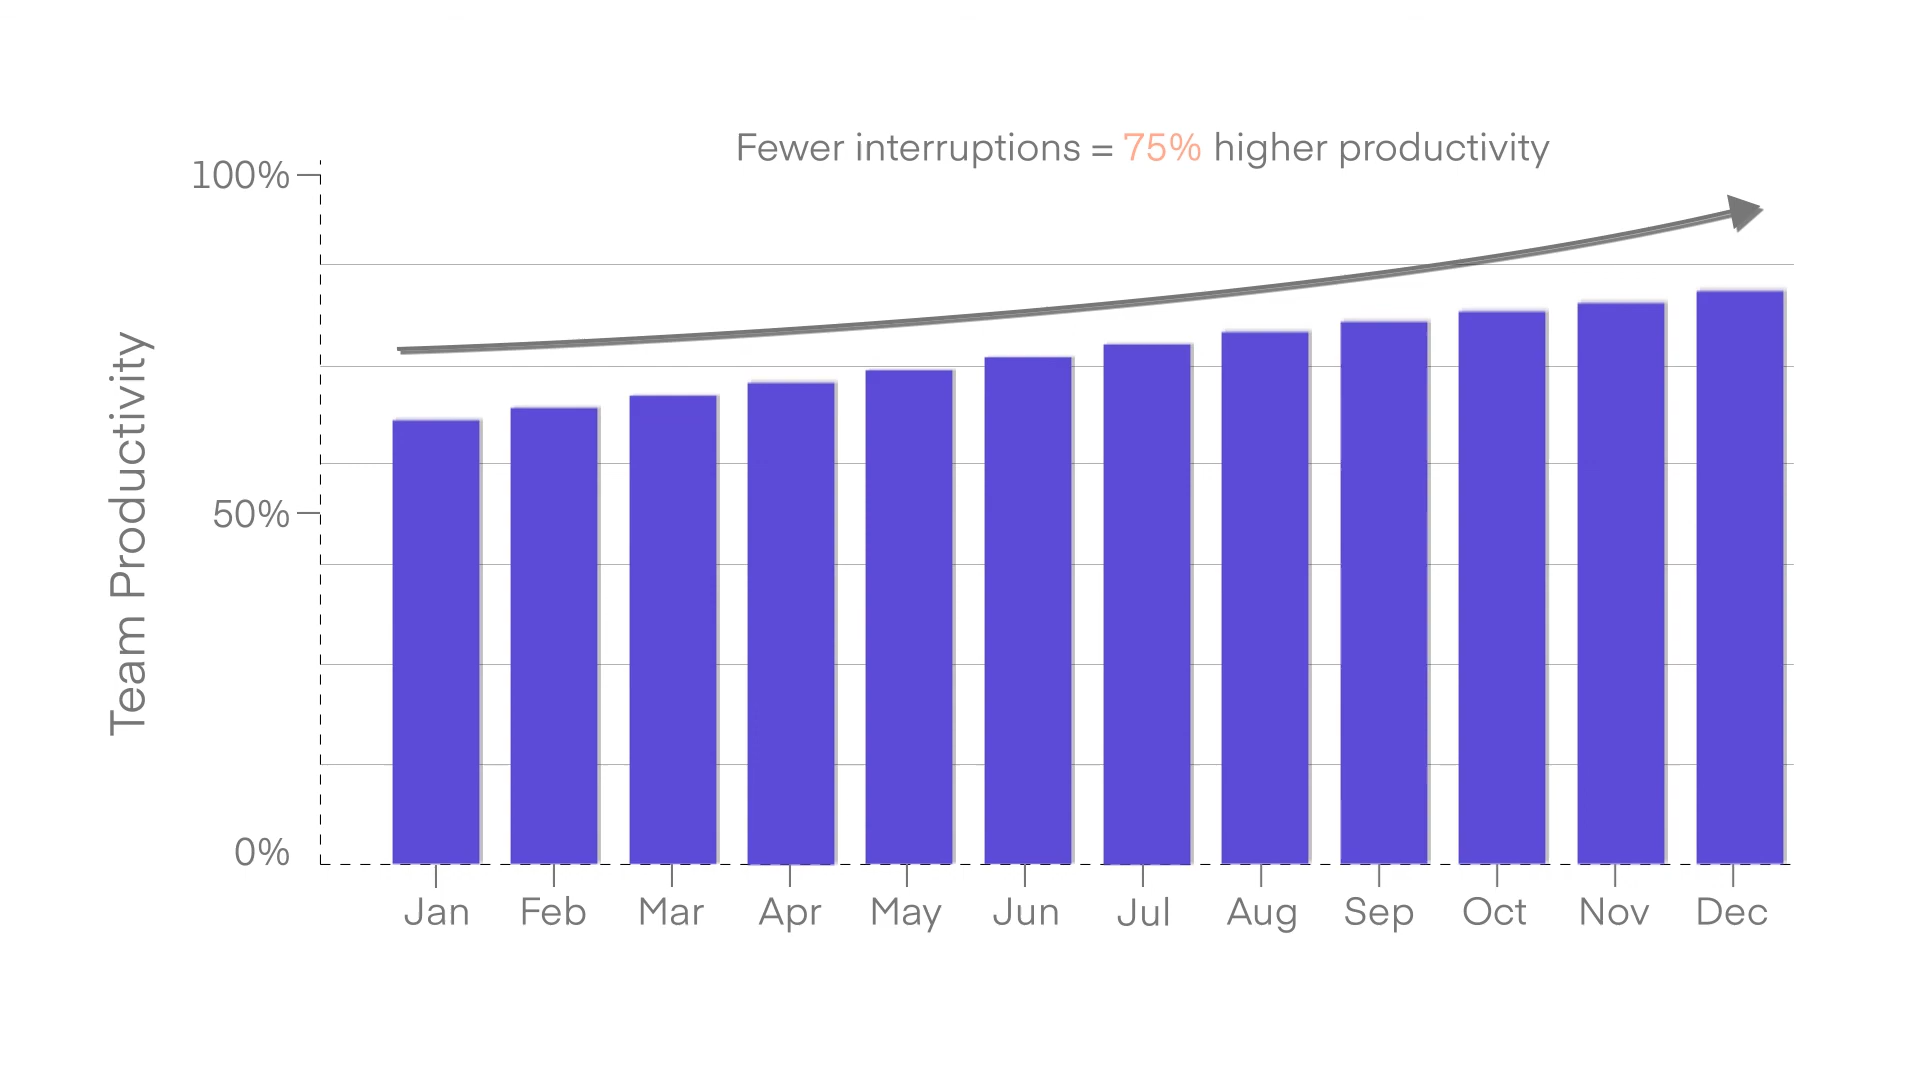 Fewer interruptions = 75% higher productivity
100%
50%
0%
Team Productivity
Jan Feb Mar Apr May Jun Jul Aug Sep Oct Nov Dec